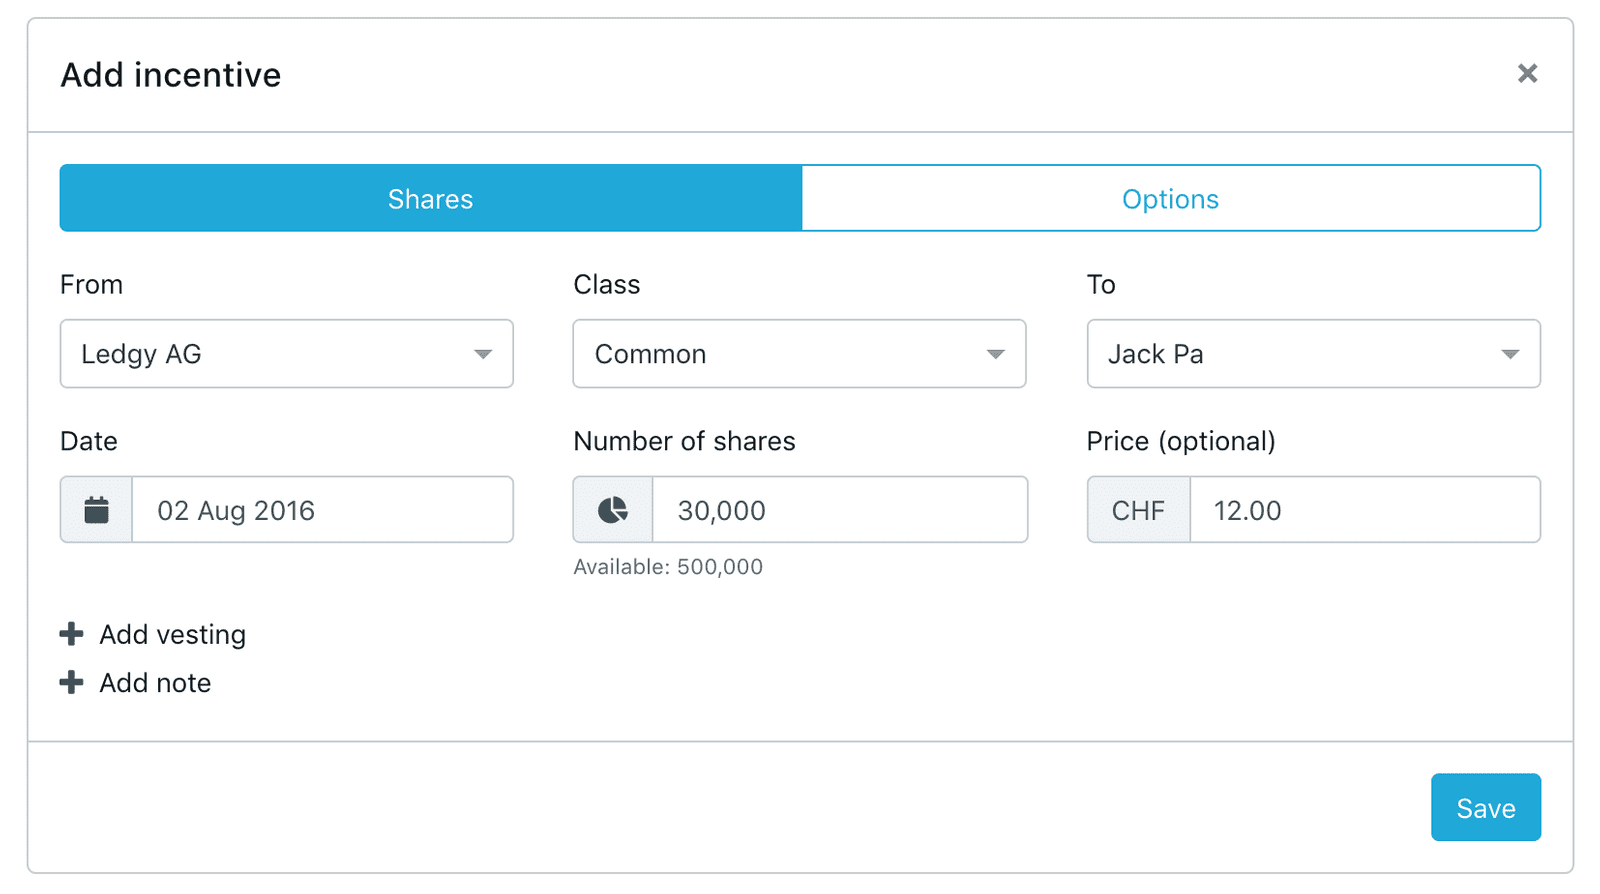 Add incentive
Shares
Options
From
Class
To
Ledgy AG
Common
Jack Pa
Date
Number of shares
Price (optional)
02 Aug 2016
30,000
CHF
12.00
Available: 500,000
Add vesting
Add note
Save